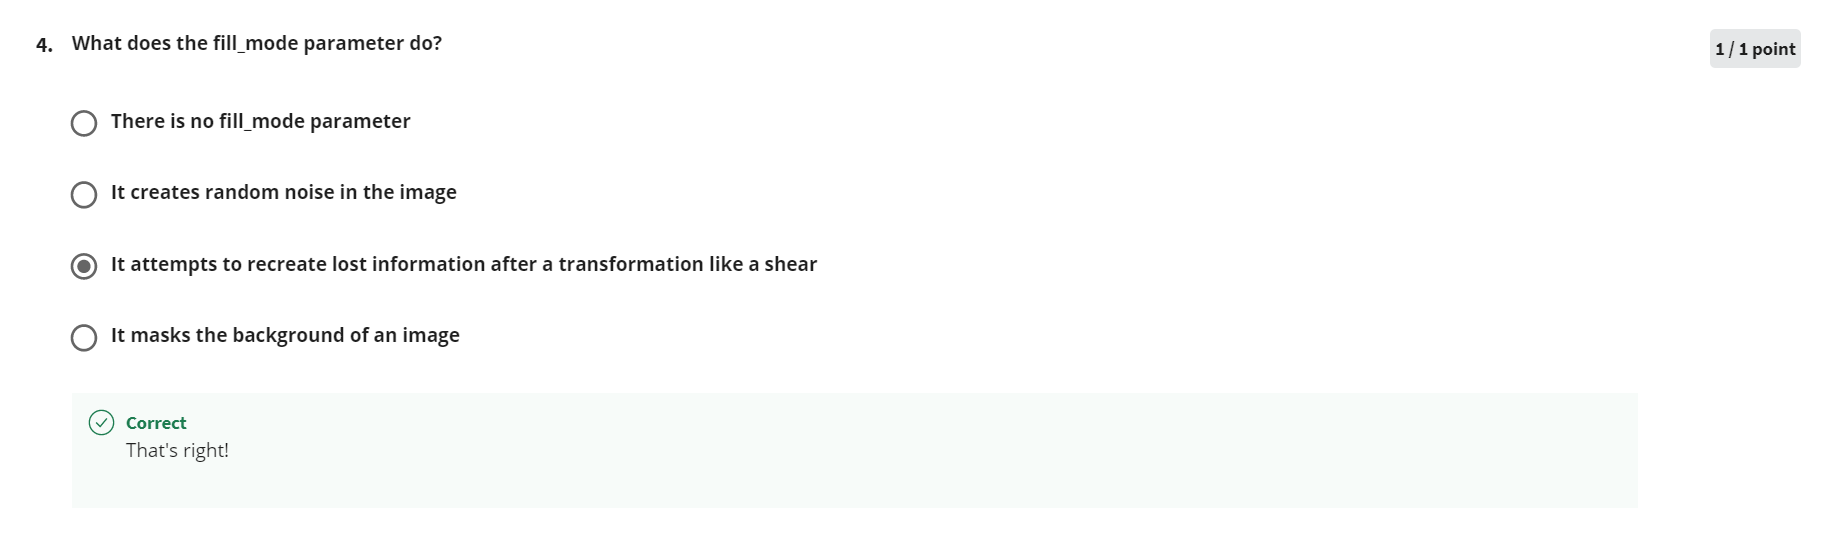 4. What does the fill_mode parameter do?
1 / 1 point
There is no fill_mode parameter
It creates random noise in the image
It attempts to recreate lost information after a transformation like a shear
It masks the background of an image
Correct
That's right!